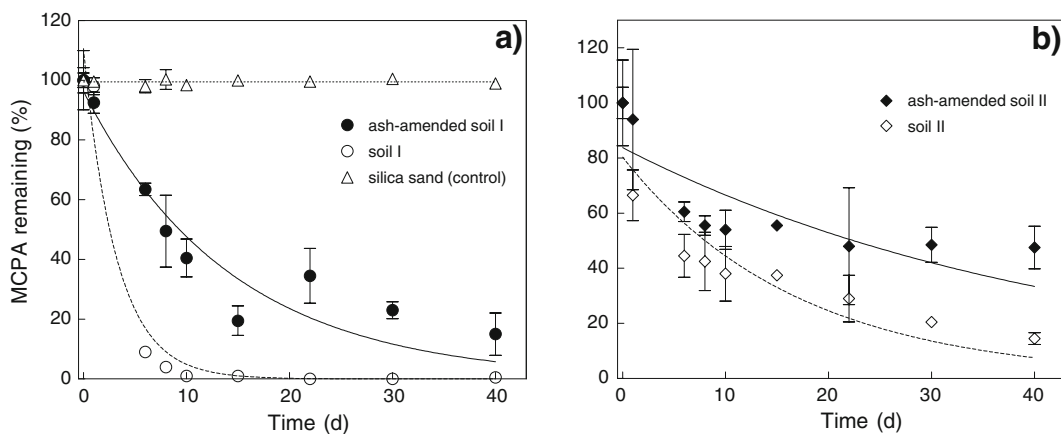 a)
120
100
80
60
40
20
0
MCPA remaining (%)
ash-amended soil I
soil I
silica sand (control)
0 10 20 30 40
Time (d)
b)
120
100
80
60
40
20
0
ash-amended soil II
soil II
0 10 20 30 40
Time (d)